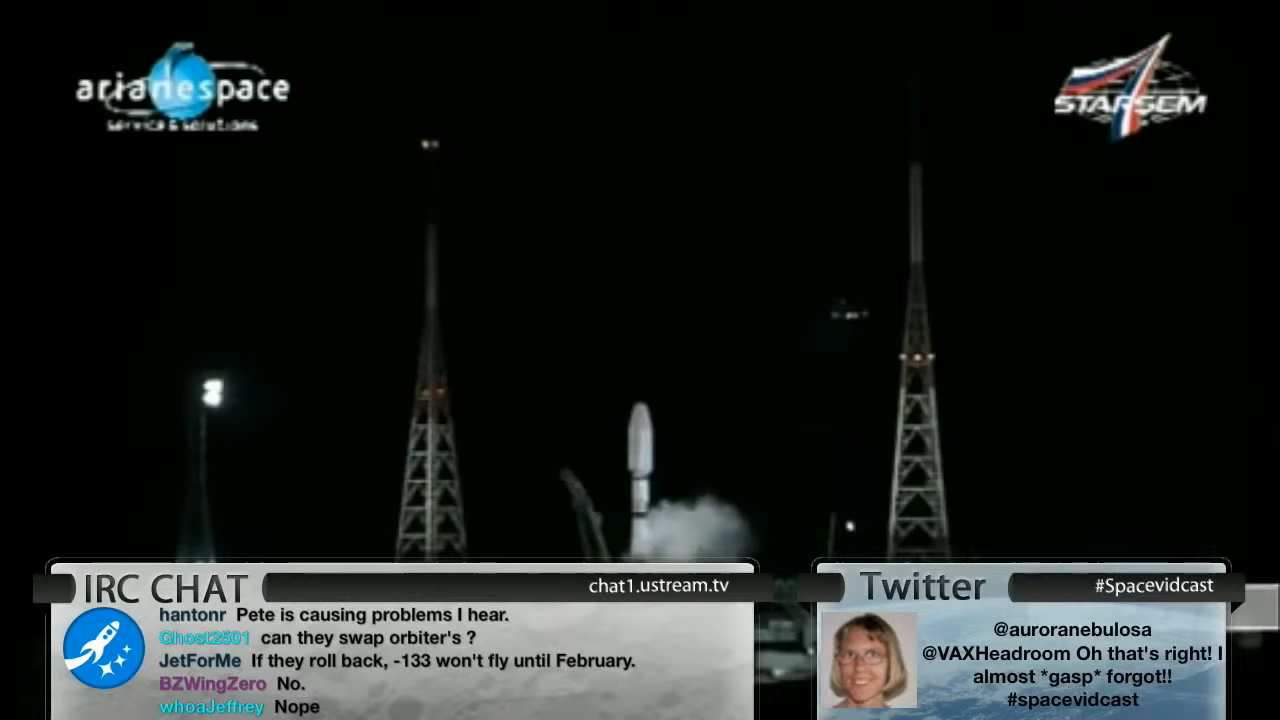 arianespace
service & solutions
STARSEM
IRC CHAT
chat1.ustream.tv
hantonr Pete is causing problems I hear.
Ghost2501 can they swap orbiter's ?
JetForMe If they roll back, -133 won't fly until February.
BZWingZero No.
whoaJeffrey Nope
Twitter
#Spacevidcast
@auroranebulosa
@VAXHeadroom Oh that's right! I
almost *gasp* forgot!!
#spacevidcast